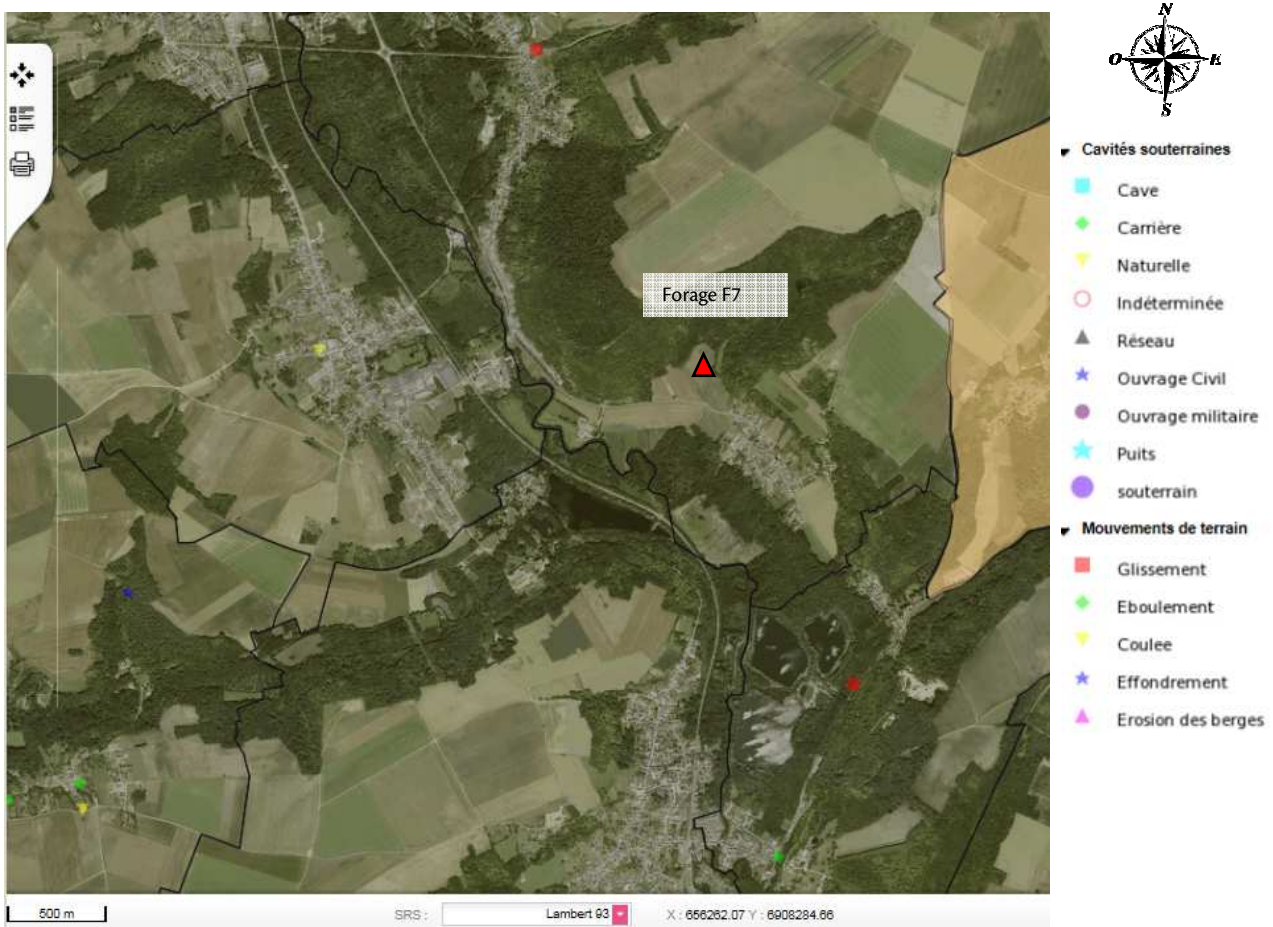 N
O
E
S
Forage F7
Cavités souterraines
Cave
Carrière
Naturelle
Indéterminée
Réseau
Ouvrage Civil
Ouvrage militaire
Puits
souterrain
Mouvements de terrain
Glissement
Eboulement
Coulee
Effondrement
Erosion des berges
500 m
SRS : Lambert 93 X : 656262.07 Y : 6908284.66